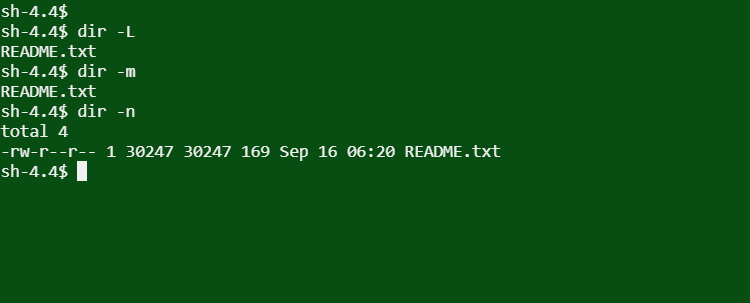 sh-4.4$
sh-4.4$ dir -L
README.txt
sh-4.4$ dir -m
README.txt
sh-4.4$ dir -n
total 4
-rw-r--r-- 1 30247 30247 169 Sep 16 06:20 README.txt
sh-4.4$